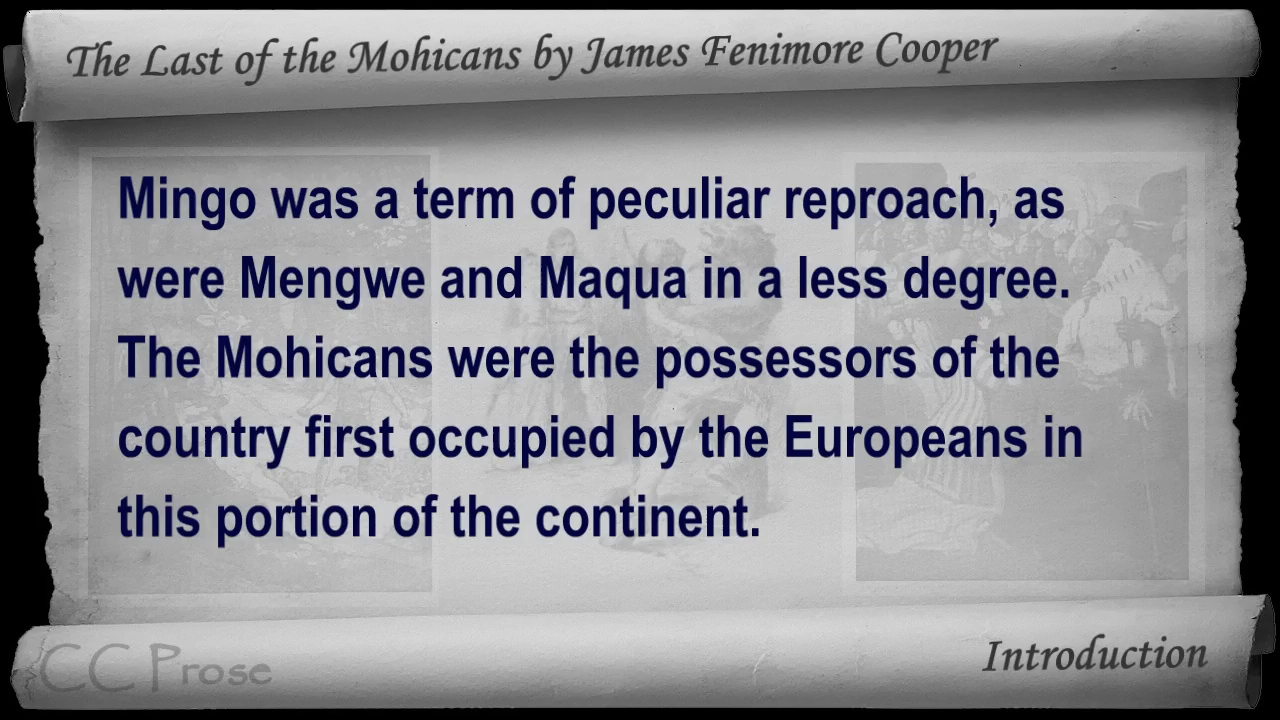 The Last of the Mohicans by James Fenimore Cooper
Mingo was a term of peculiar reproach, as
were Mengwe and Maqua in a less degree.
The Mohicans were the possessors of the
country first occupied by the Europeans in
this portion of the continent.
CC Prose
Introduction